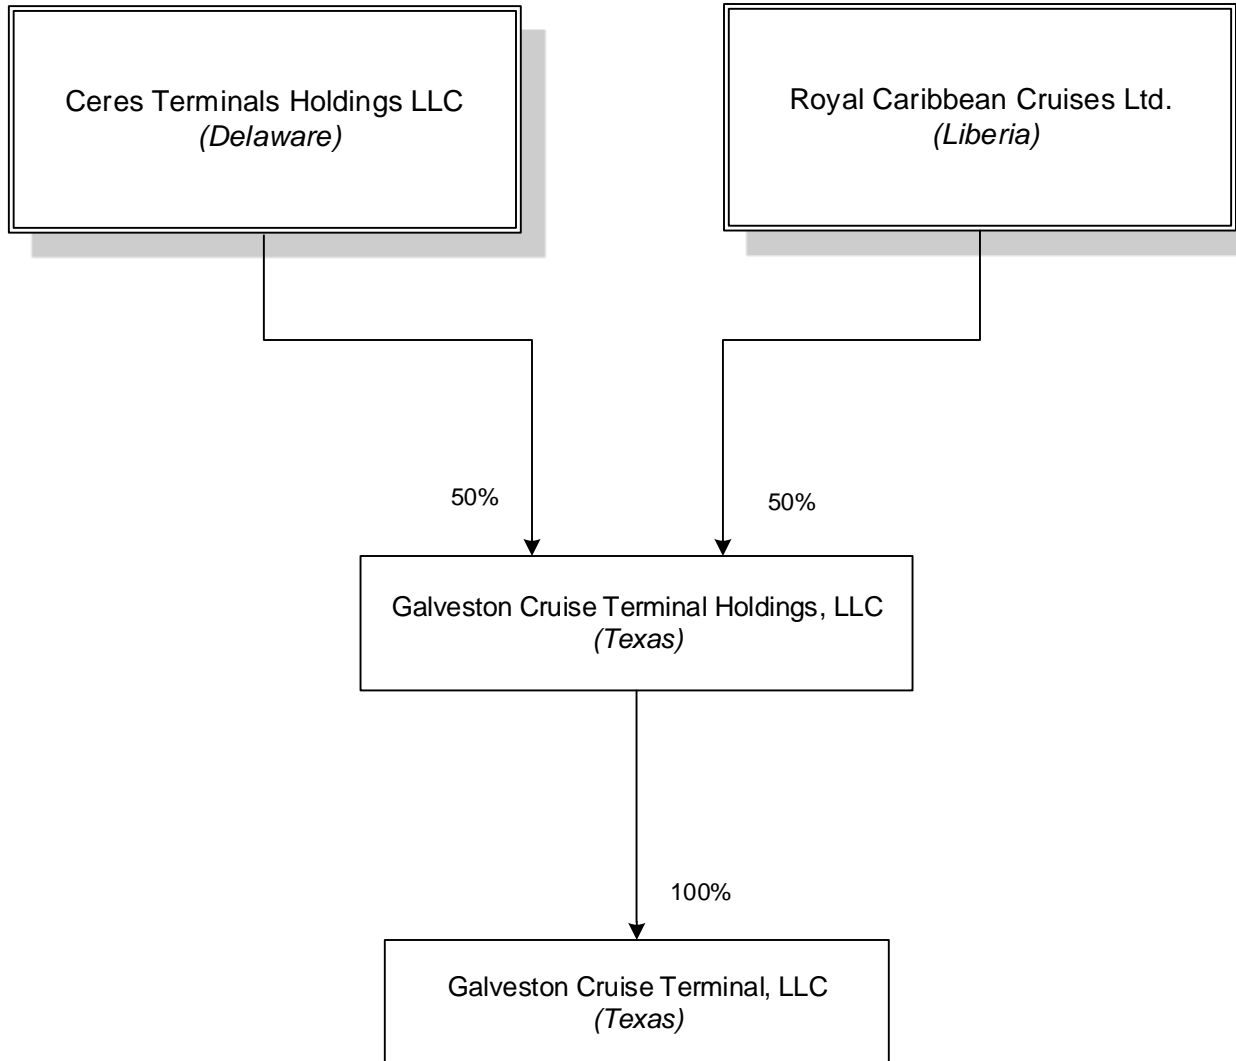 Ceres Terminals Holdings LLC
(Delaware)
Royal Caribbean Cruises Ltd.
(Liberia)
50%
50%
Galveston Cruise Terminal Holdings, LLC
(Texas)
100%
Galveston Cruise Terminal, LLC
(Texas)